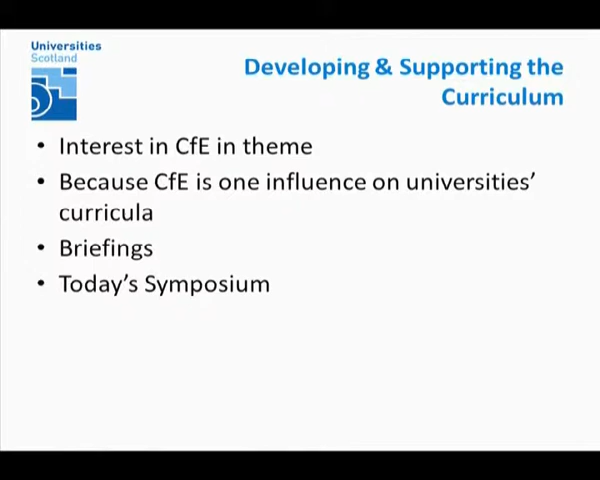 Universities
Scotland
Developing & Supporting the
Curriculum
• Interest in CfE in theme
• Because CfE is one influence on universities’
curricula
• Briefings
• Today’s Symposium